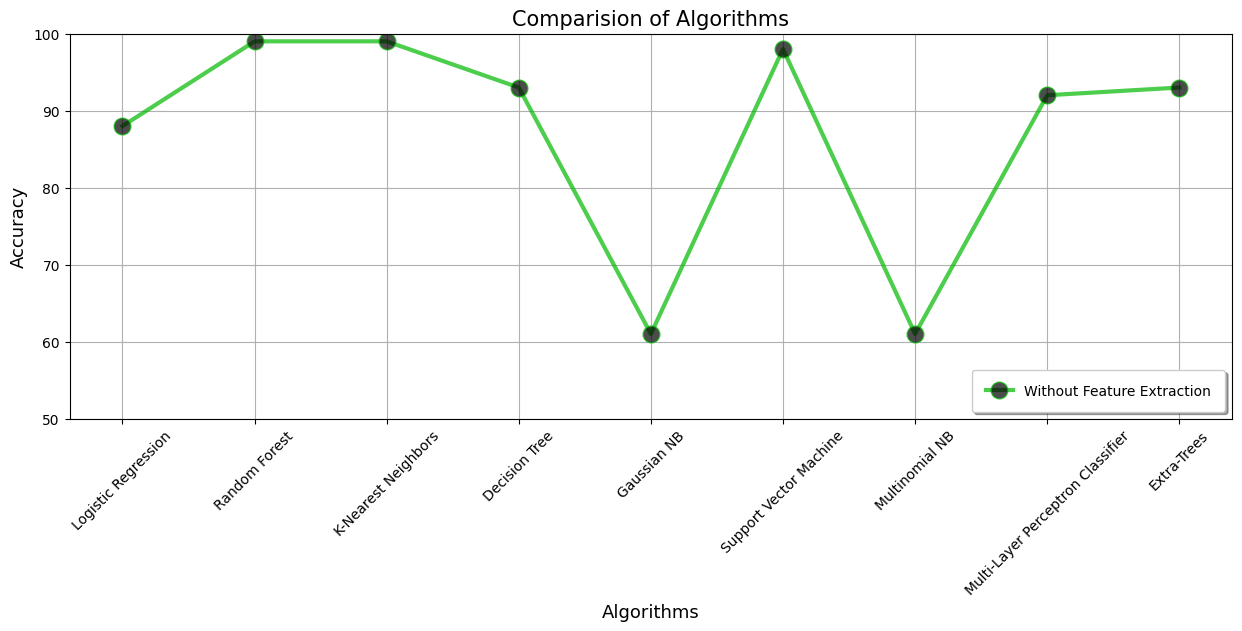 Comparision of Algorithms
Accuracy
100
90
80
70
60
50
Without Feature Extraction
Logistic Regression
Random Forest
K-Nearest Neighbors
Decision Tree
Gaussian NB
Support Vector Machine
Multinomial NB
Multi-Layer Perceptron Classifier
Extra-Trees
Algorithms